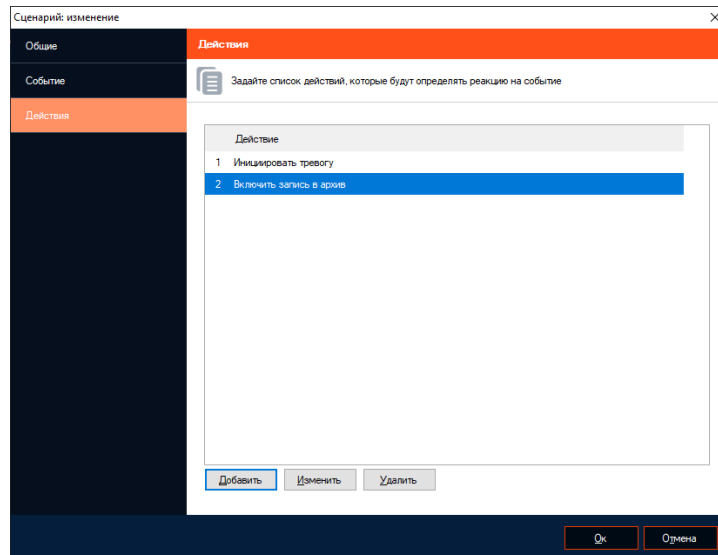 Сценарий: изменение
Общие
Событие
Действия
Действия
Задайте список действий, которые будут определять реакцию на событие
Действие
1 Инициировать тревогу
2 Включить запись в архив
Добавить Изменить Удалить
Ок Отмена